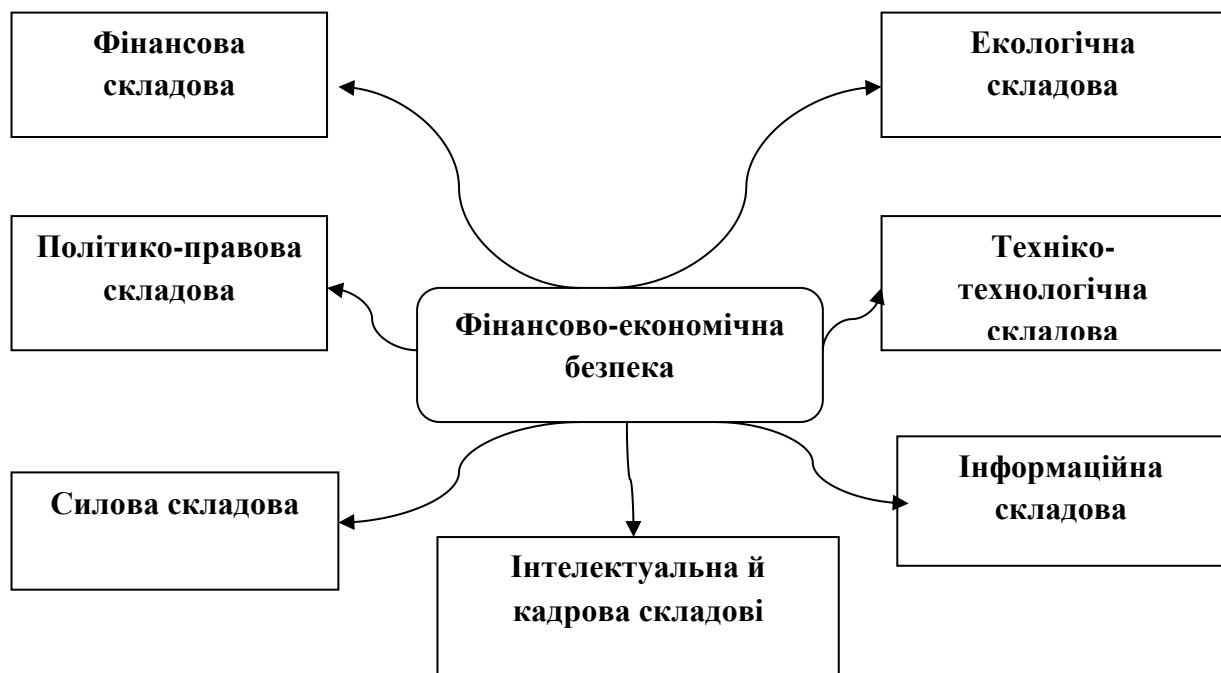 Фінансова
складова
Екологічна
складова
Політико-правова
складова
Техніко-
технологічна
складова
Фінансово-економічна
безпека
Силова складова
Інформаційна
складова
Інтелектуальна й
кадрова складові